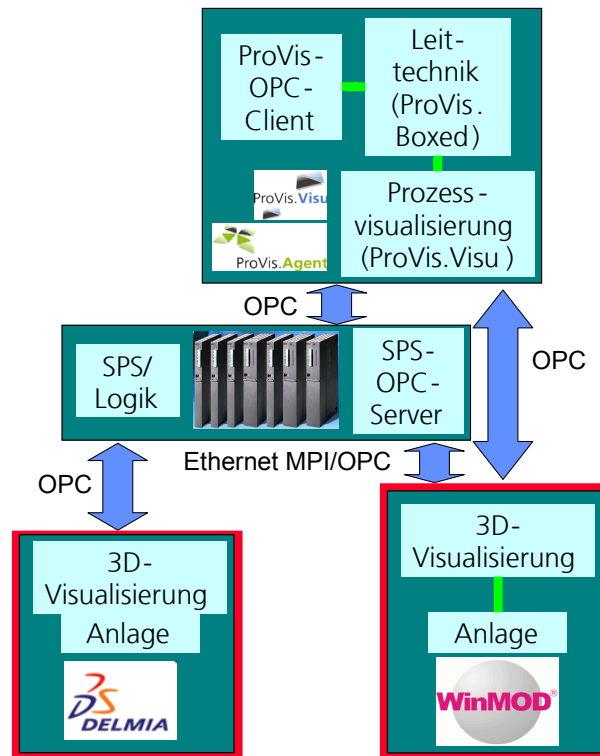 ProVis-
OPC-
Client
Leit-
technik
(ProVis.
Boxed)
ProVis.Visu
ProVis.Agent
Prozess-
visualisierung
(ProVis.Visu)
OPC
OPC
SPS/
Logik
SPS-
OPC-
Server
Ethernet MPI/OPC
OPC
3D-
Visualisierung
Anlage
DS
DELMIA
3D-
Visualisierung
Anlage
WinMOD®